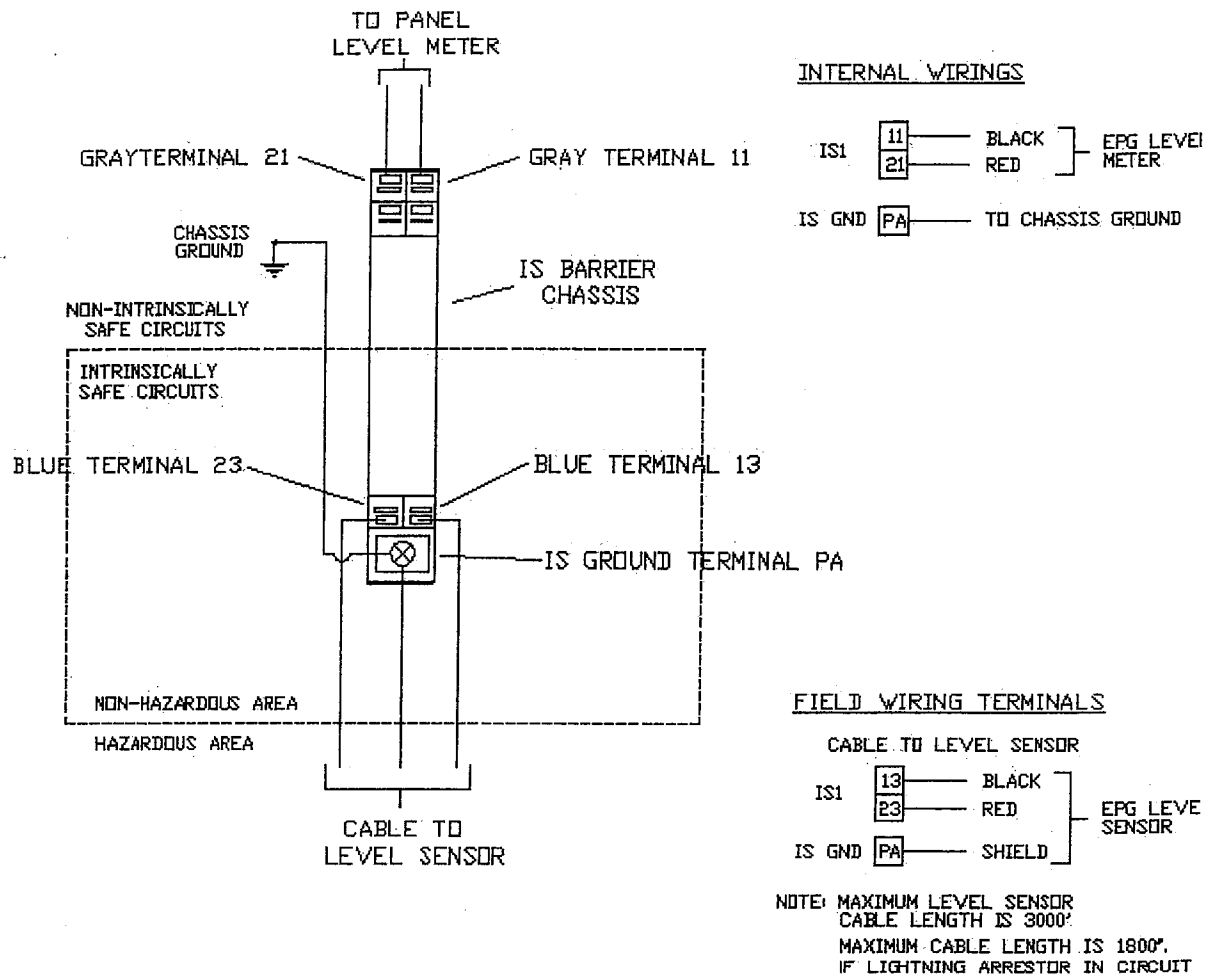 TO PANEL
LEVEL METER
GRAYTERMINAL 21
GRAY TERMINAL 11
CHASSIS
GROUND
IS BARRIER
CHASSIS
NON-INTRINSICALLY
SAFE CIRCUITS
INTRINSICALLY
SAFE CIRCUITS
BLUE TERMINAL 23
BLUE TERMINAL 13
IS GROUND TERMINAL PA
NON-HAZARDOUS AREA
HAZARDOUS AREA
CABLE TO
LEVEL SENSOR
INTERNAL WIRINGS
IS1
11 BLACK
21 RED
EPG LEVEL
METER
IS GND PA TO CHASSIS GROUND
FIELD WIRING TERMINALS
CABLE TO LEVEL SENSOR
IS1
13 BLACK
23 RED
EPG LEVE
SENSOR
IS GND PA SHIELD
NOTE: MAXIMUM LEVEL SENSOR
CABLE LENGTH IS 3000'.
MAXIMUM CABLE LENGTH IS 1800',
IF LIGHTNING ARRESTOR IN CIRCUIT